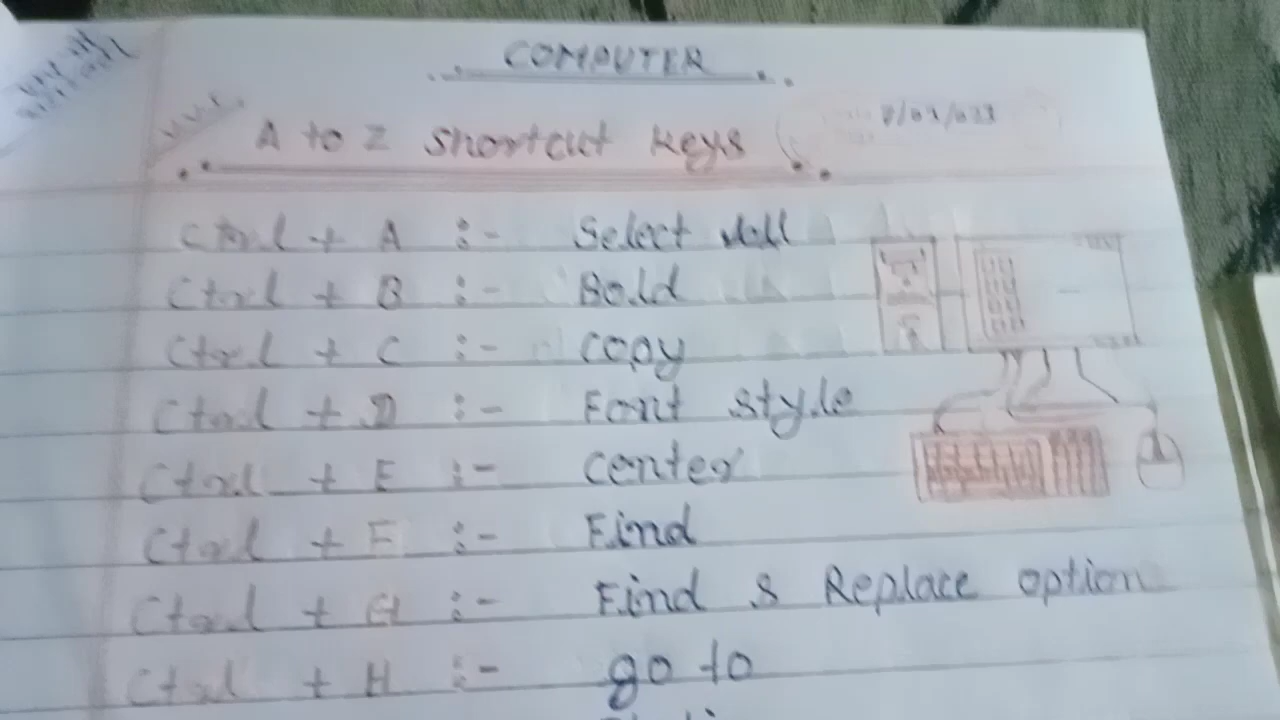 COMPUTER
V.V.I.
A to Z Shortcut keys
Ctrl + A :- Select All
Ctrl + B :- Bold
Ctrl + C :- Copy
Ctrl + D :- Font style
Ctrl + E :- Center
Ctrl + F :- Find
Ctrl + G :- Find & Replace option
Ctrl + H :- go to